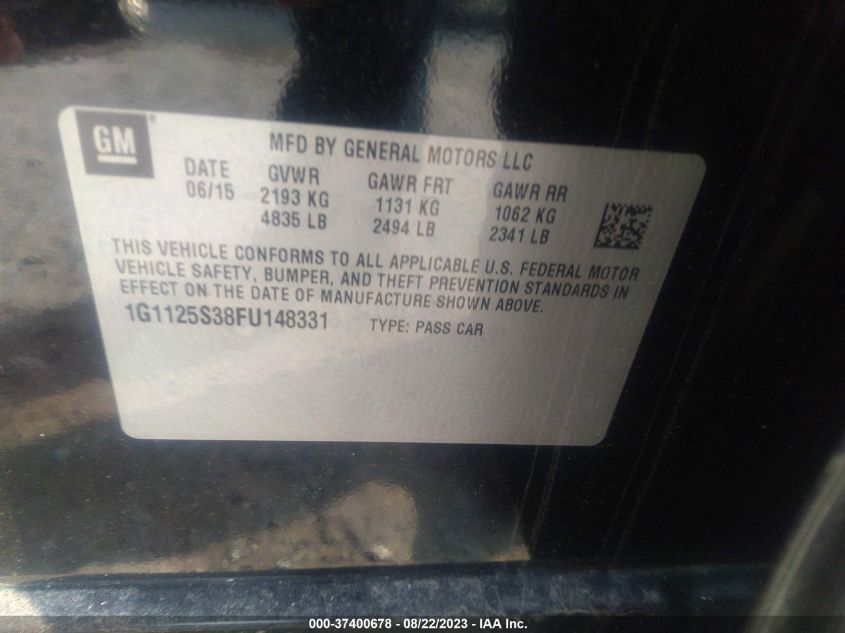 GM ®
MFD BY GENERAL MOTORS LLC
DATE GVWR GAWR FRT GAWR RR
06/15 2193 KG 1131 KG 1062 KG
4835 LB 2494 LB 2341 LB
THIS VEHICLE CONFORMS TO ALL APPLICABLE U.S. FEDERAL MOTOR
VEHICLE SAFETY, BUMPER, AND THEFT PREVENTION STANDARDS IN
EFFECT ON THE DATE OF MANUFACTURE SHOWN ABOVE.
1G1125S38FU148331 TYPE: PASS CAR
000-37400678 - 08/22/2023 - IAA Inc.